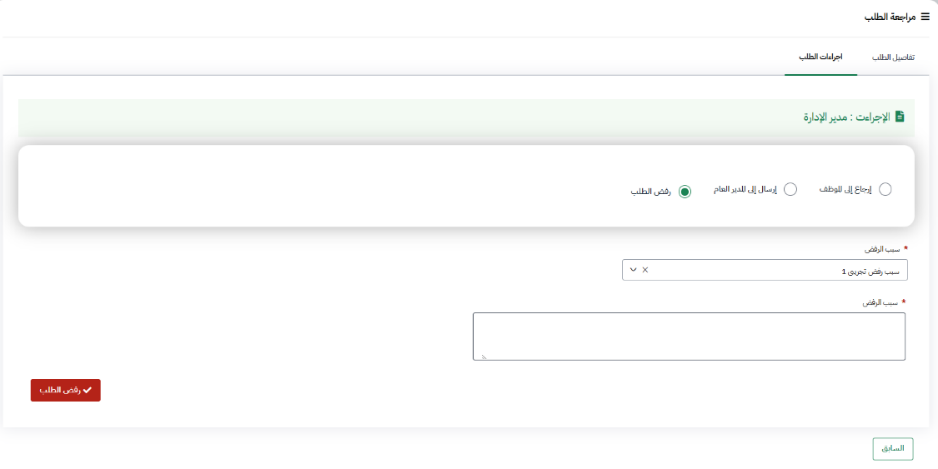 مراجعة الطلب
تفاصيل الطلب
اجراءات الطلب
الإجراءت : مدير الإدارة
إرجاع إلى الموظف
إرسال إلى المدير العام
رفض الطلب
* سبب الرفض
سبب رفض تجريبي 1
* سبب الرفض
رفض الطلب
السابق